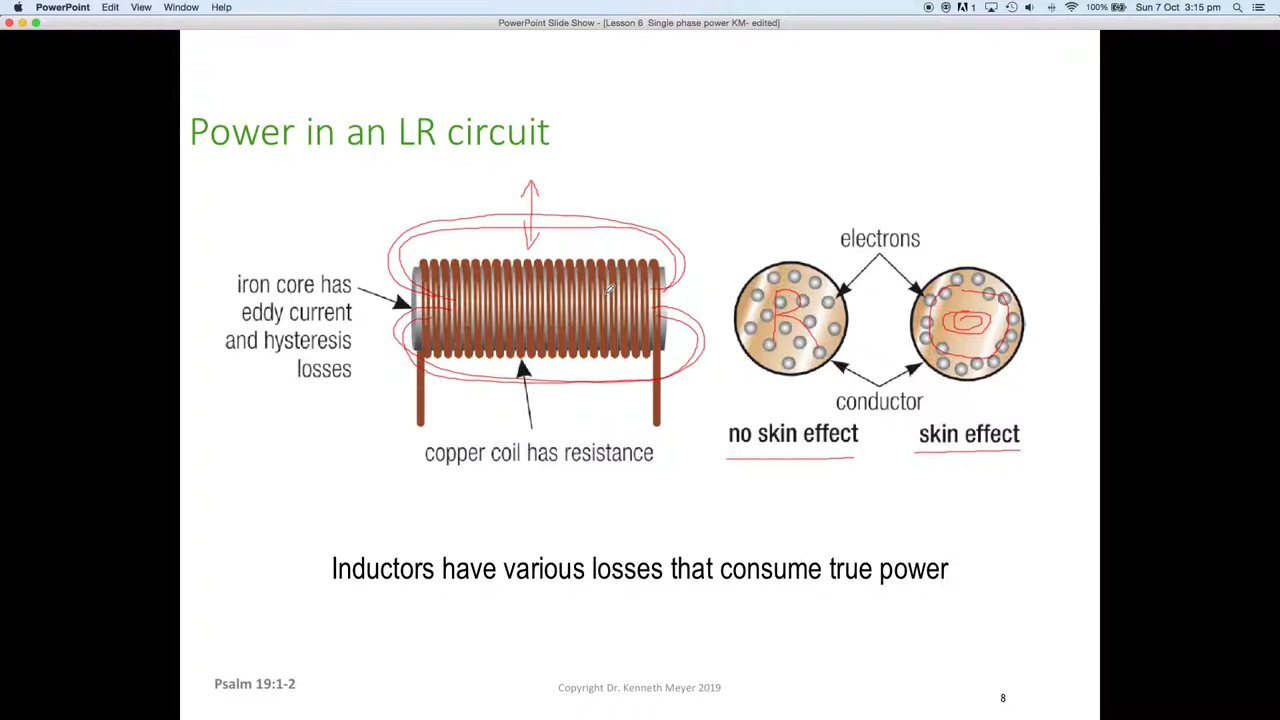 PowerPoint Edit View Window Help 1 100% Sun 7 Oct 3:15 pm
PowerPoint Slide Show - [Lesson 6 Single phase power KM- edited]
Power in an LR circuit
iron core has
eddy current
and hysteresis
losses
copper coil has resistance
electrons
R
conductor
no skin effect
skin effect
Inductors have various losses that consume true power
Psalm 19:1-2
Copyright Dr. Kenneth Meyer 2019
8